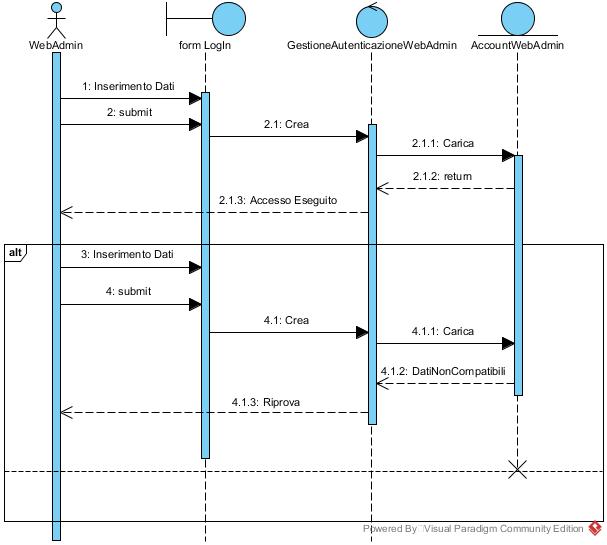 WebAdmin
form LogIn
GestioneAutenticazioneWebAdmin
AccountWebAdmin
1: Inserimento Dati
2: submit
2.1: Crea
2.1.1: Carica
2.1.2: return
2.1.3: Accesso Eseguito
alt
3: Inserimento Dati
4: submit
4.1: Crea
4.1.1: Carica
4.1.2: DatiNonCompatibili
4.1.3: Riprova
Powered By Visual Paradigm Community Edition